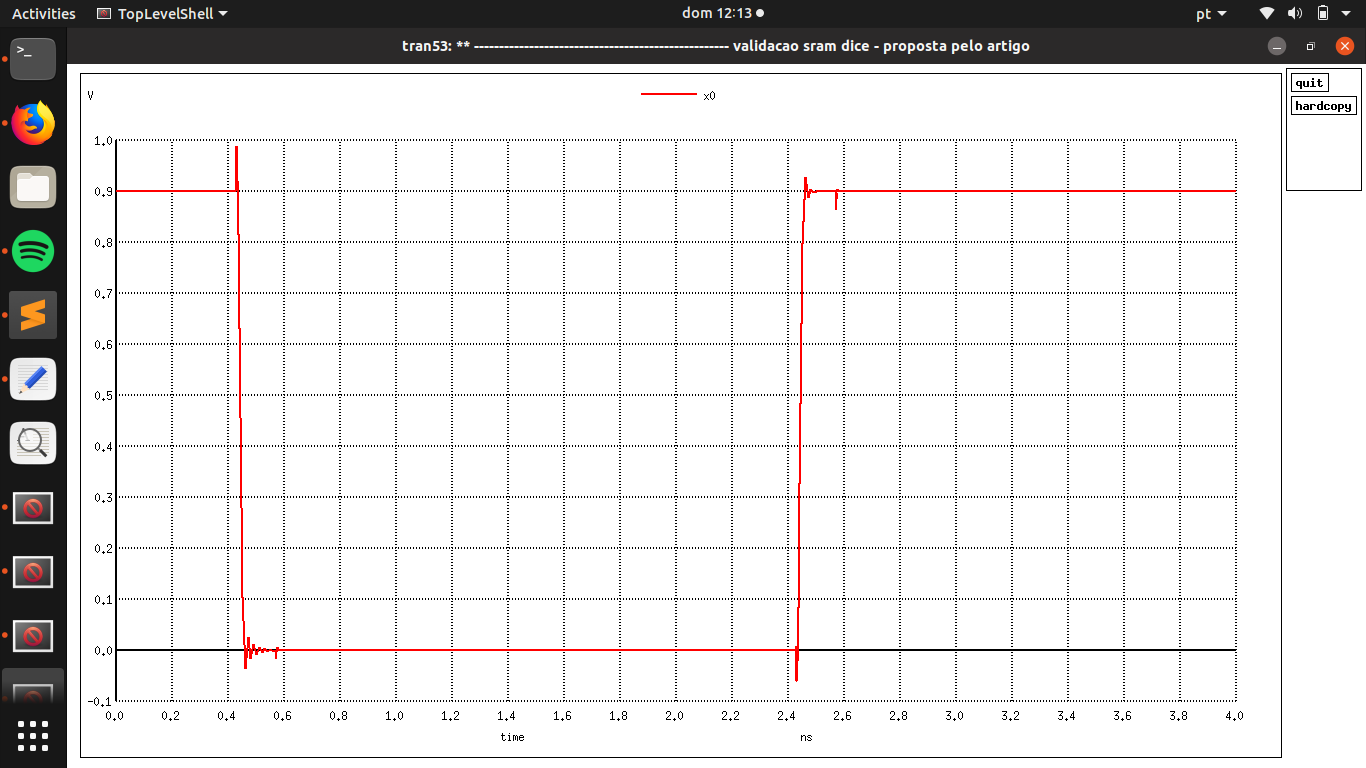 Activities TopLevelShell dom 12:13 pt
tran53: ** --------------------------------------------------- validacao sram dice - proposta pelo artigo
>_
quit
hardcopy
V x0
1.0
0.9
0.8
0.7
0.6
0.5
0.4
0.3
0.2
0.1
0.0
-0.1
0.0 0.2 0.4 0.6 0.8 1.0 1.2 1.4 1.6 1.8 2.0 2.2 2.4 2.6 2.8 3.0 3.2 3.4 3.6 3.8 4.0
time ns